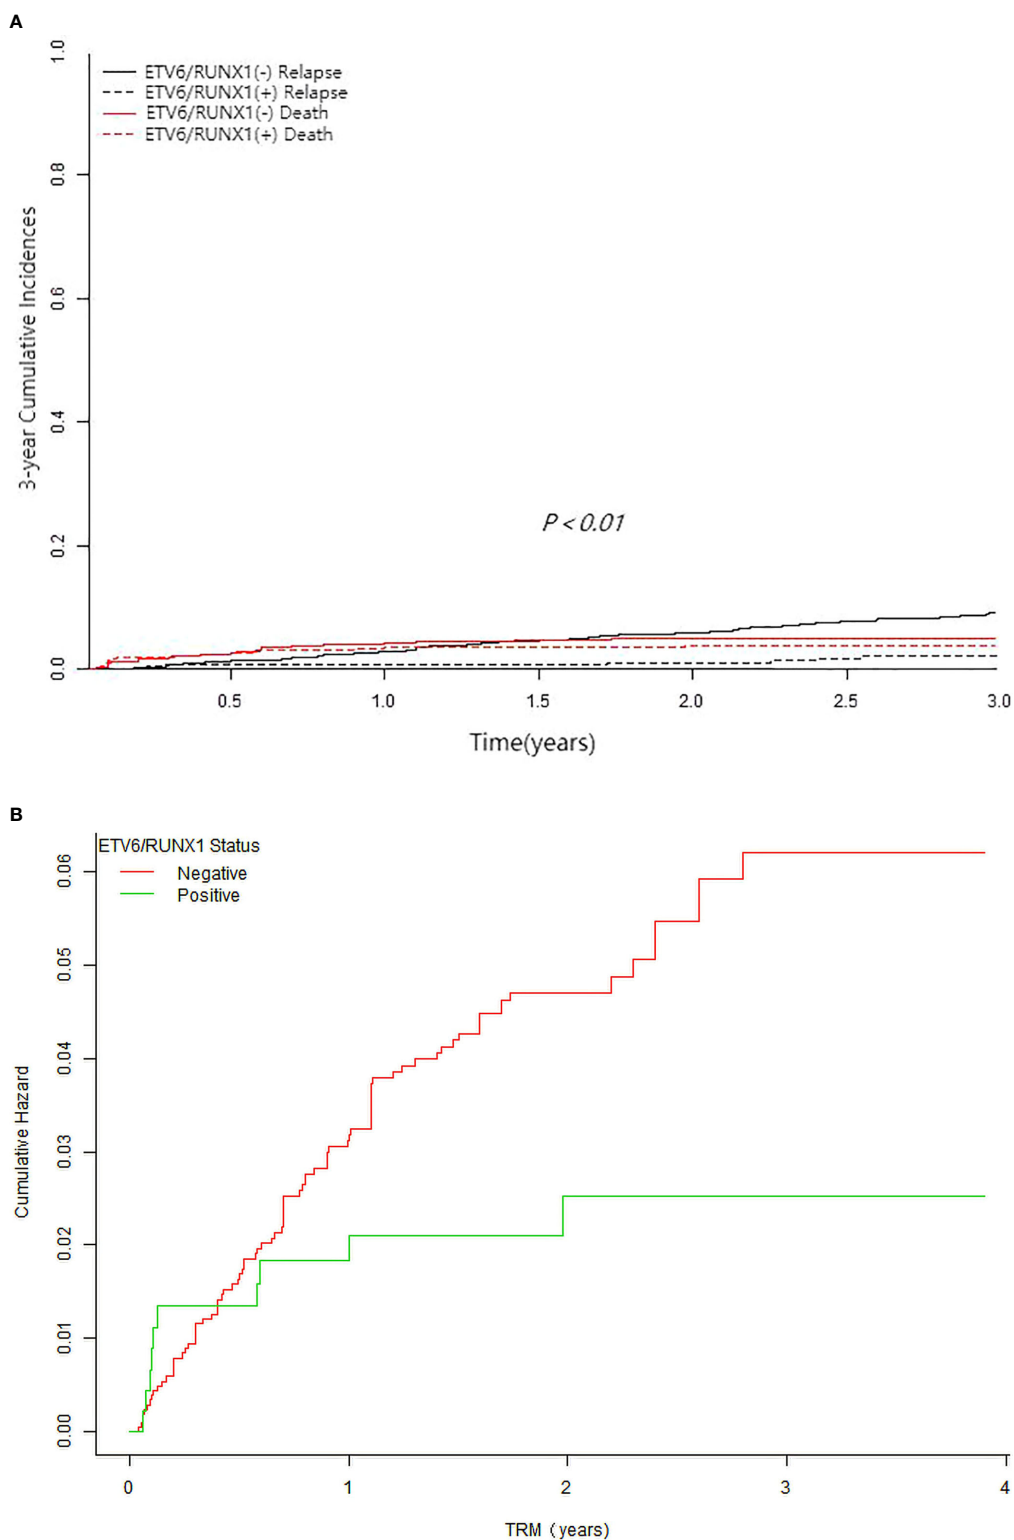 A
ETV6/RUNX1(-) Relapse
ETV6/RUNX1(+) Relapse
ETV6/RUNX1(-) Death
ETV6/RUNX1(+) Death
3-year Cumulative Incidences
1.0
0.8
0.6
0.4
0.2
0.0
P < 0.01
0.5 1.0 1.5 2.0 2.5 3.0
Time(years)
B
ETV6/RUNX1 Status
Negative
Positive
Cumulative Hazard
0.06
0.05
0.04
0.03
0.02
0.01
0.00
0 1 2 3 4
TRM (years)